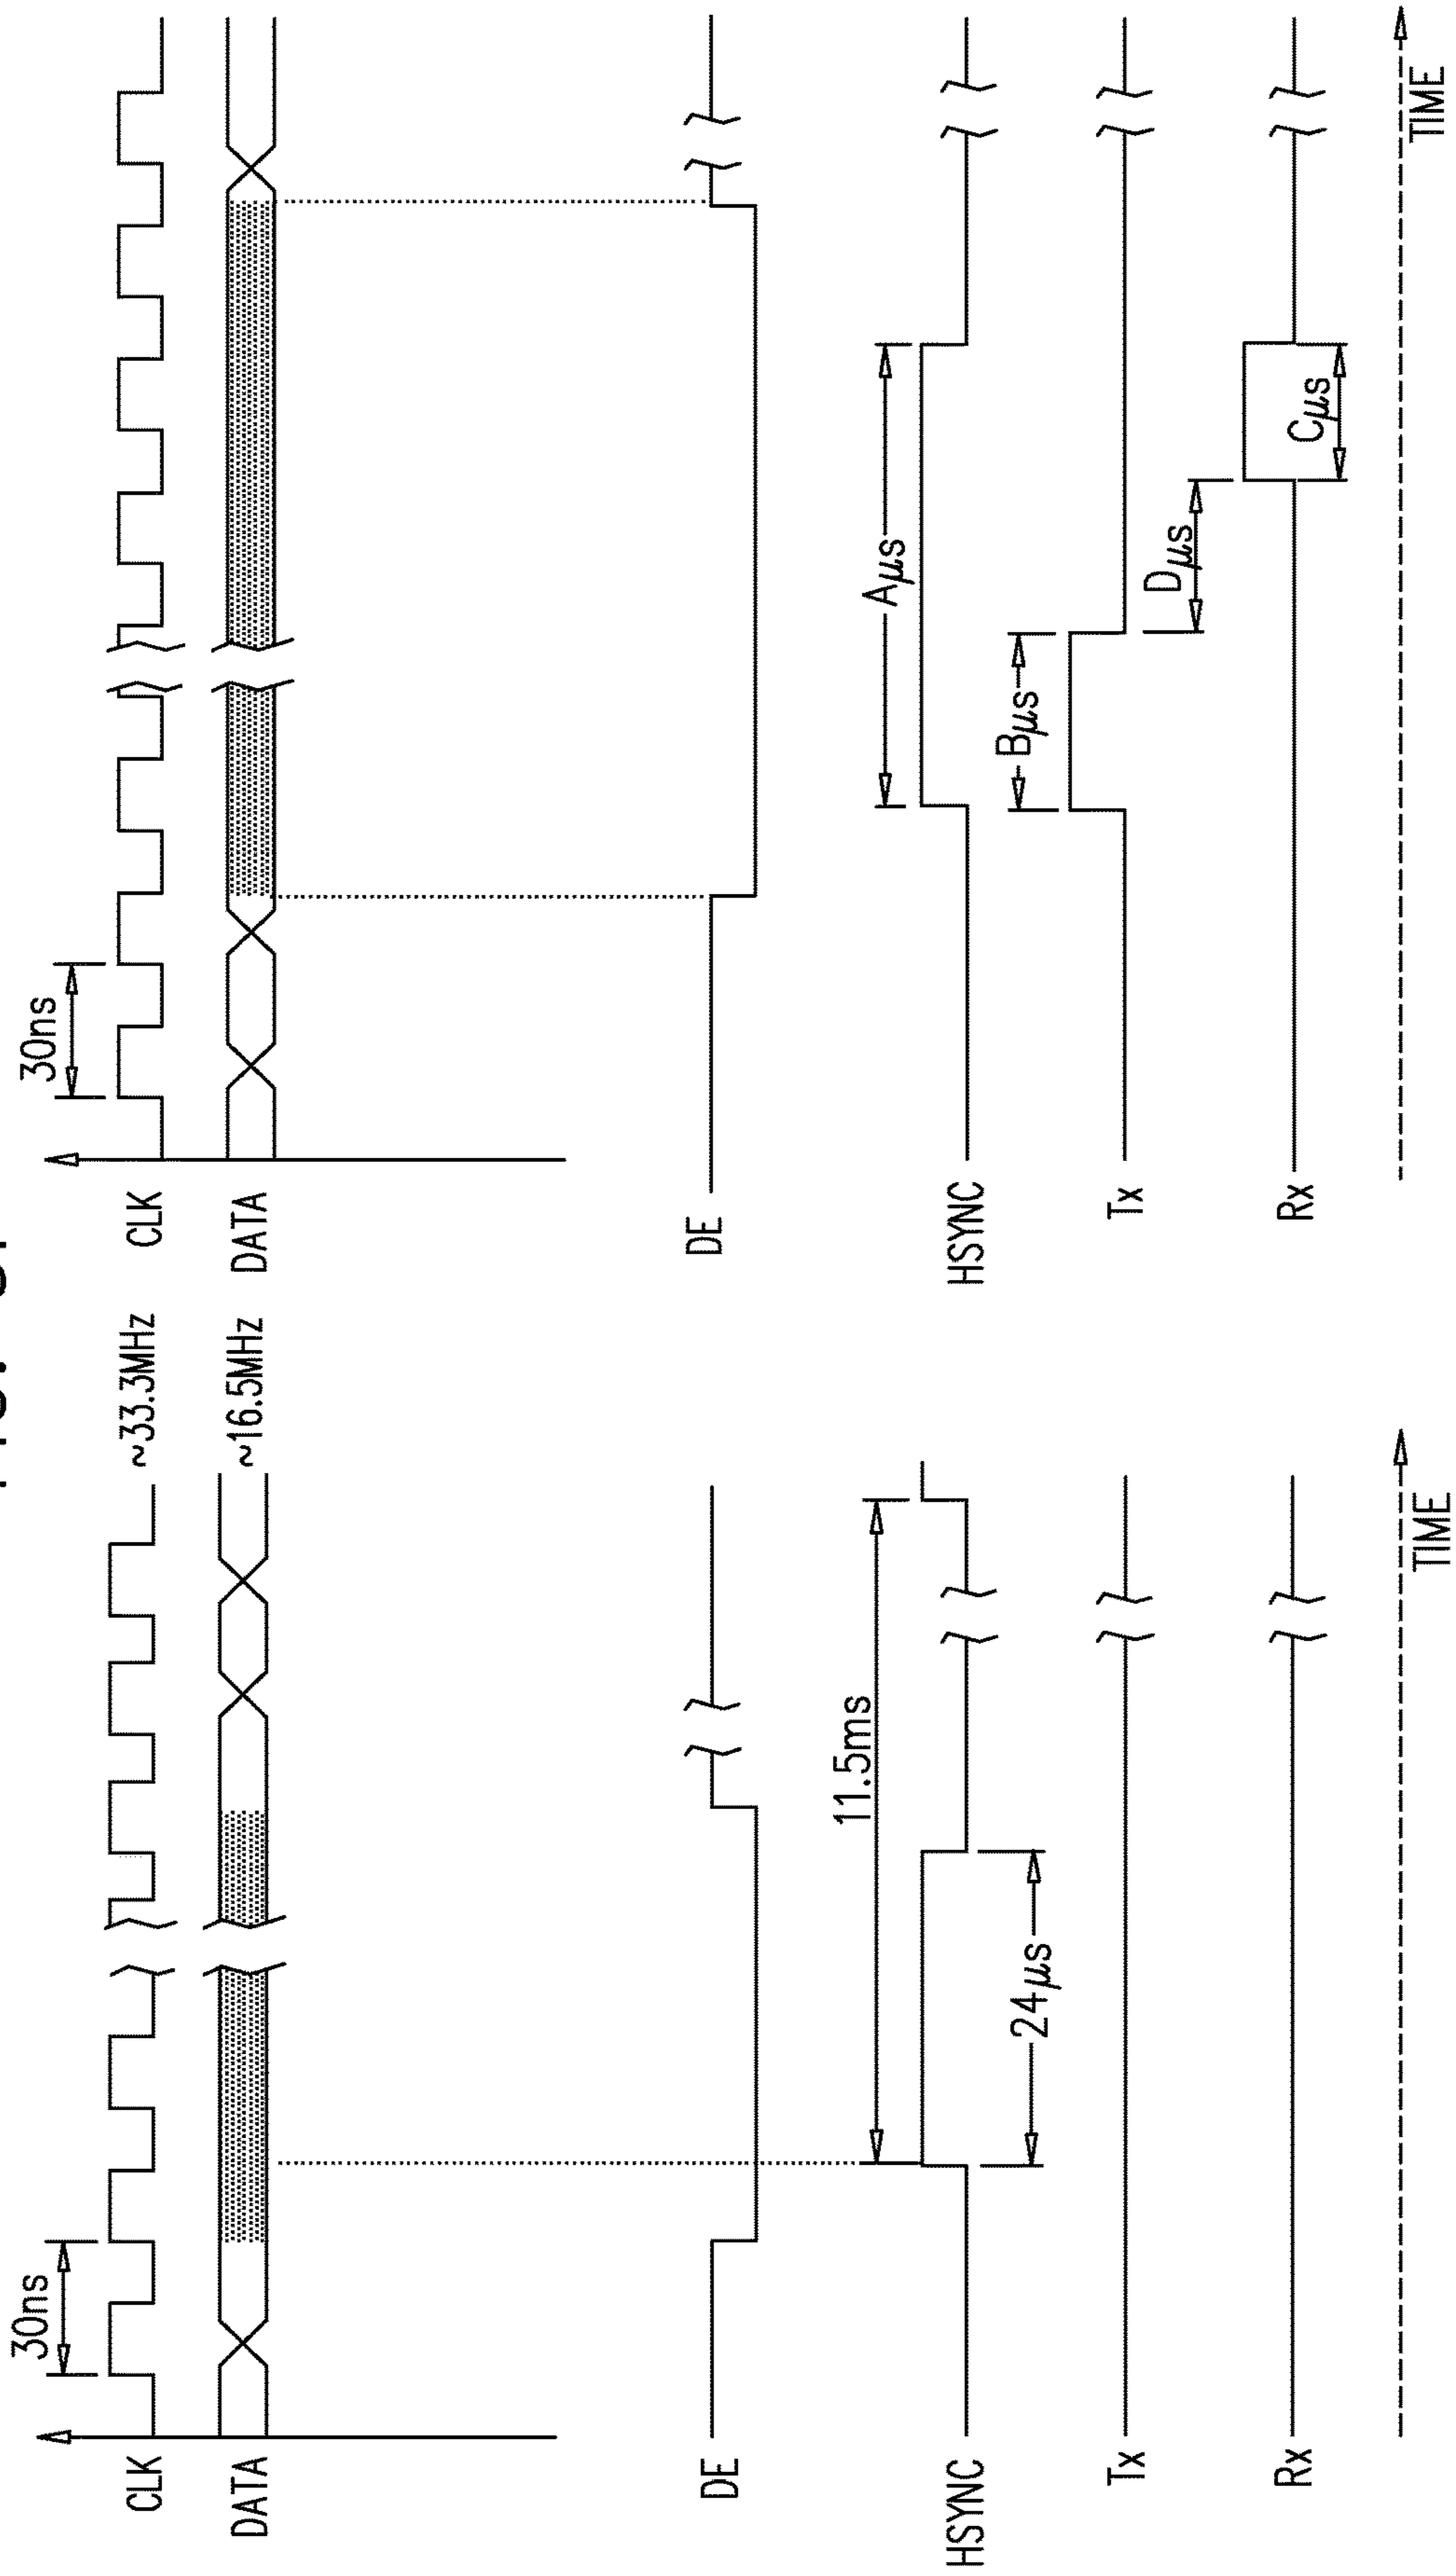 30ns
CLK
~33.3MHz
DATA
~16.5MHz
DE
11.5ms
HSYNC
24μs
Tx
Rx
TIME
30ns
CLK
DATA
DE
Aμs
HSYNC
Bμs
Tx
Dμs
Rx
Cμs
TIME